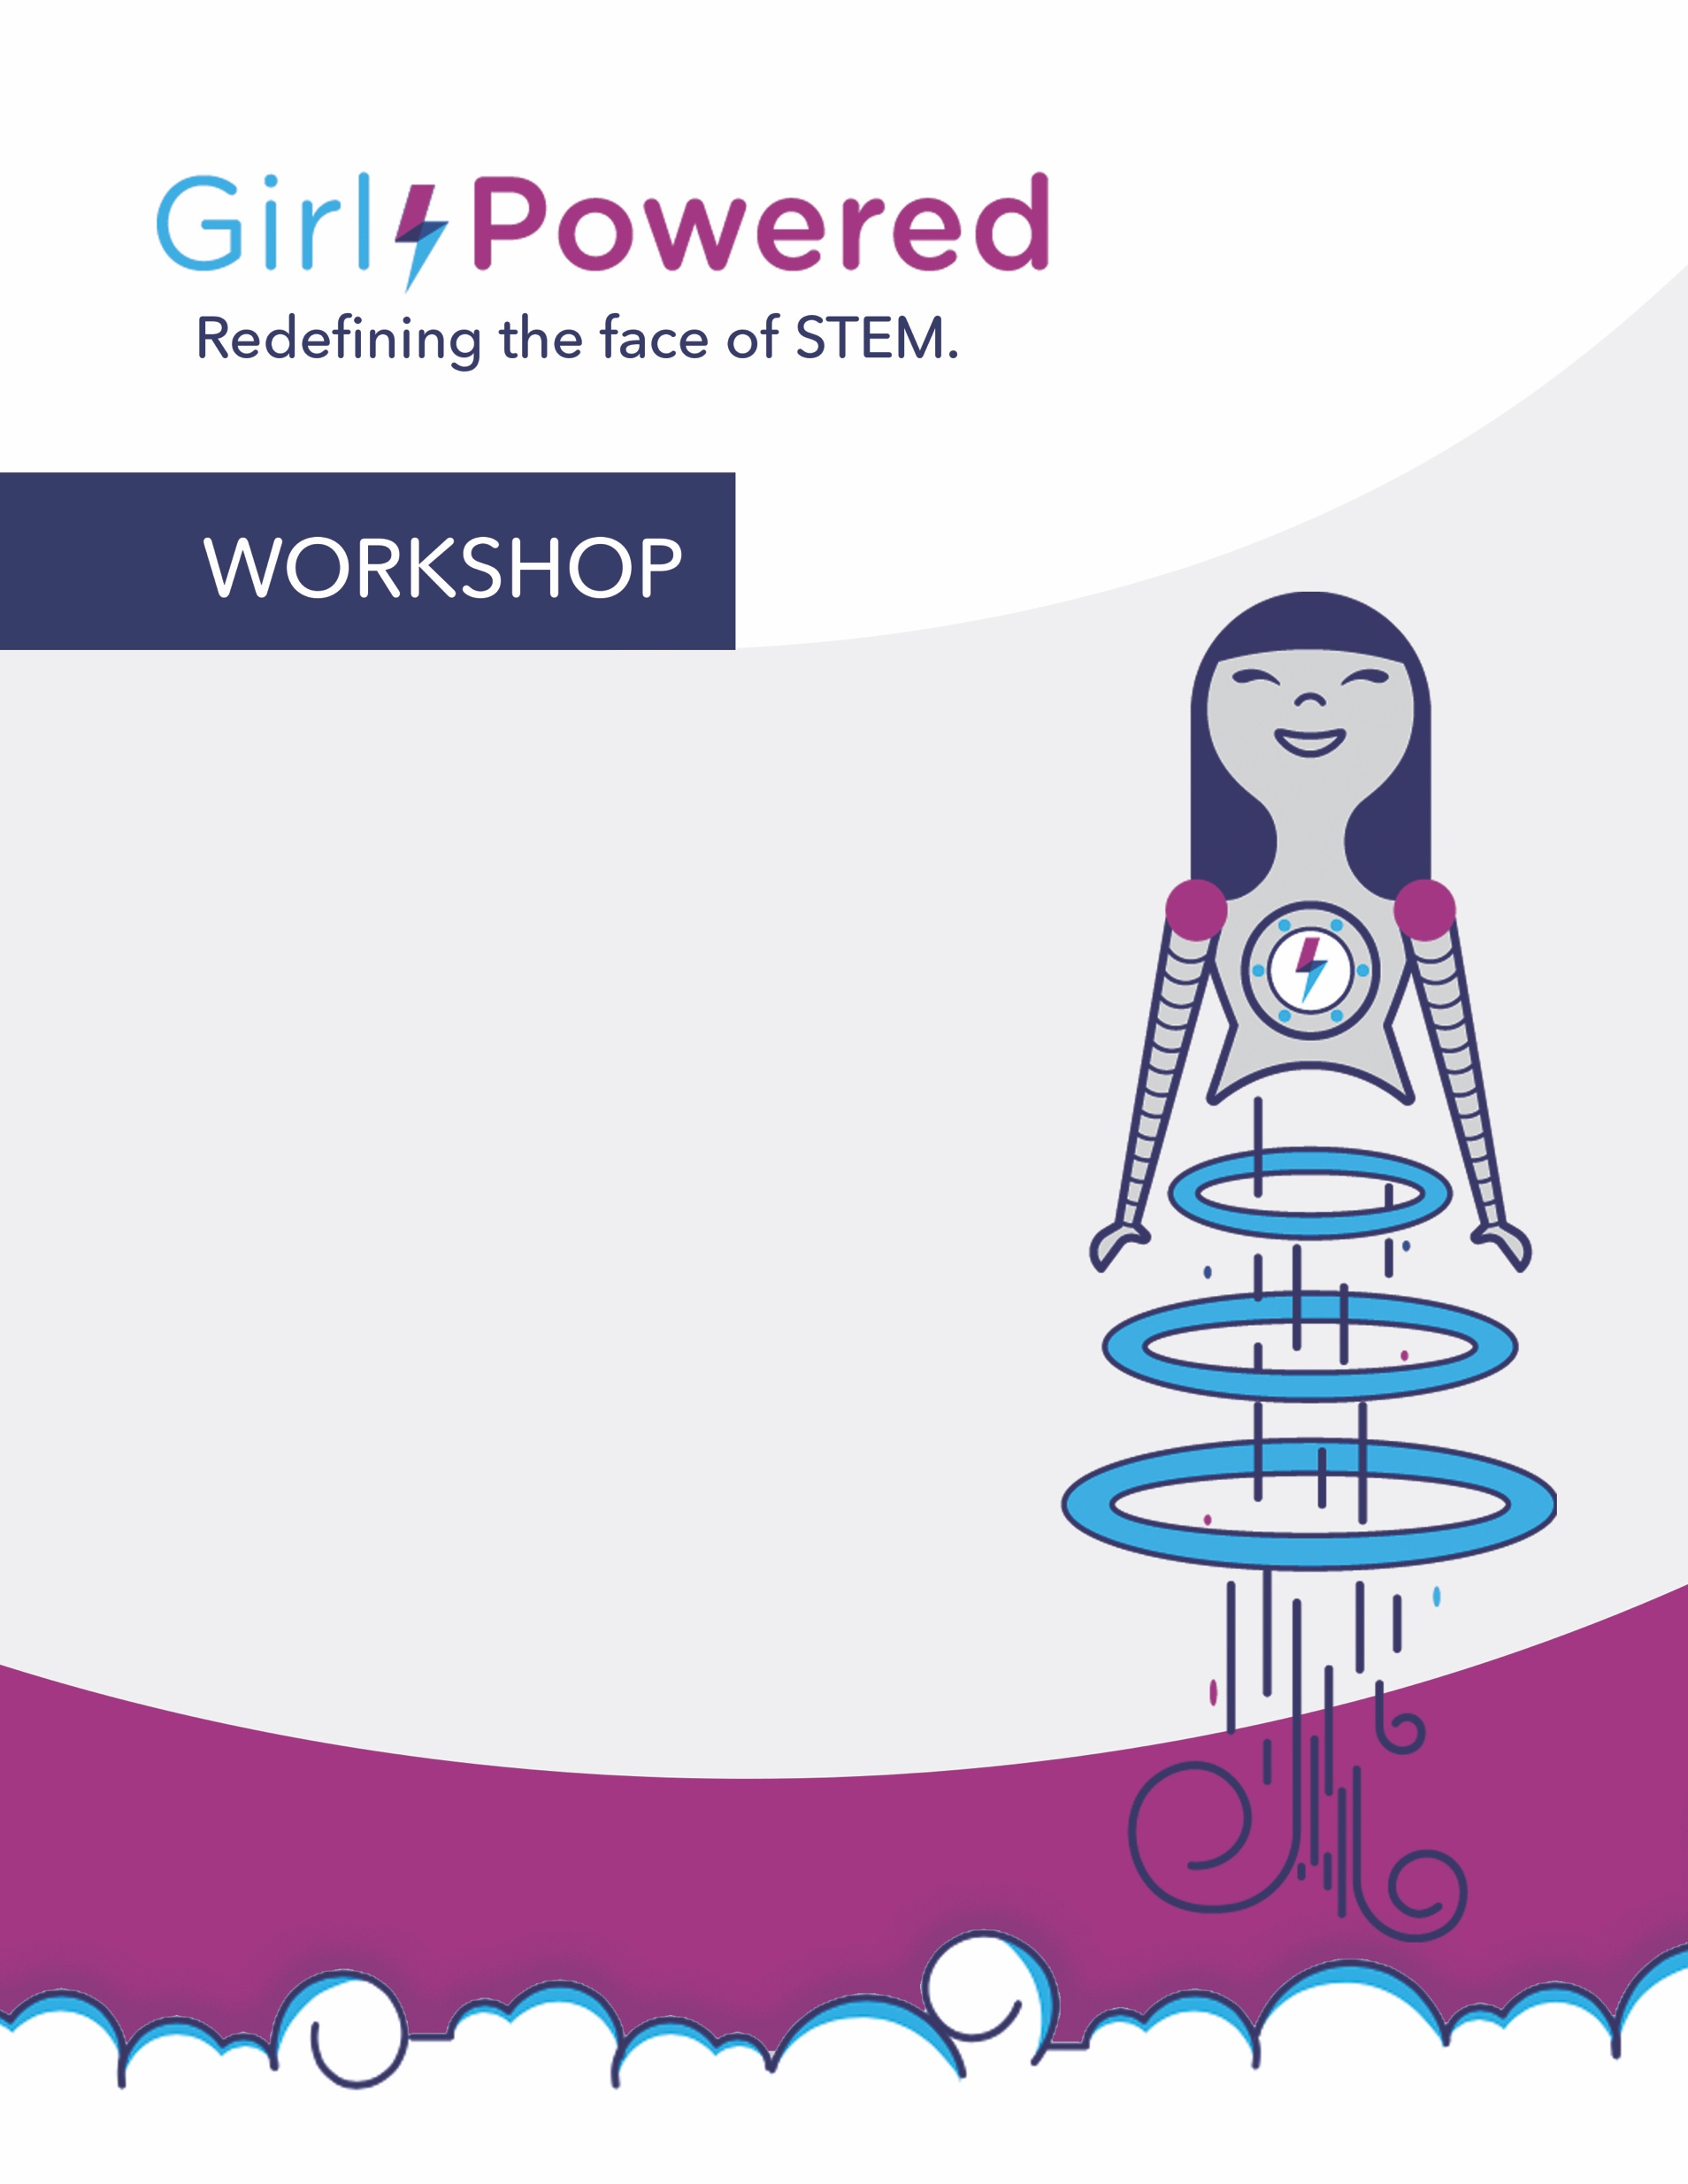 Girl Powered
Redefining the face of STEM.
WORKSHOP